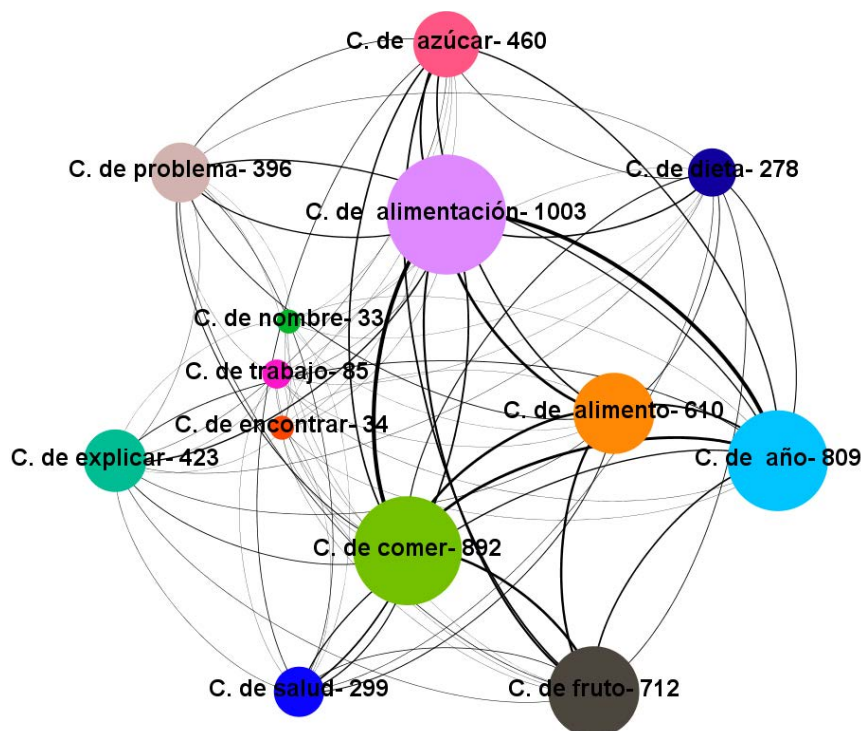 C. de azúcar- 460
C. de problema- 396
C. de dieta- 278
C. de alimentación- 1003
C. de nombre- 33
C. de trabajo- 85
C. de alimento- 610
C. de encontrar- 34
C. de explicar- 423
C. de año- 809
C. de comer- 892
C. de salud- 299
C. de fruto- 712